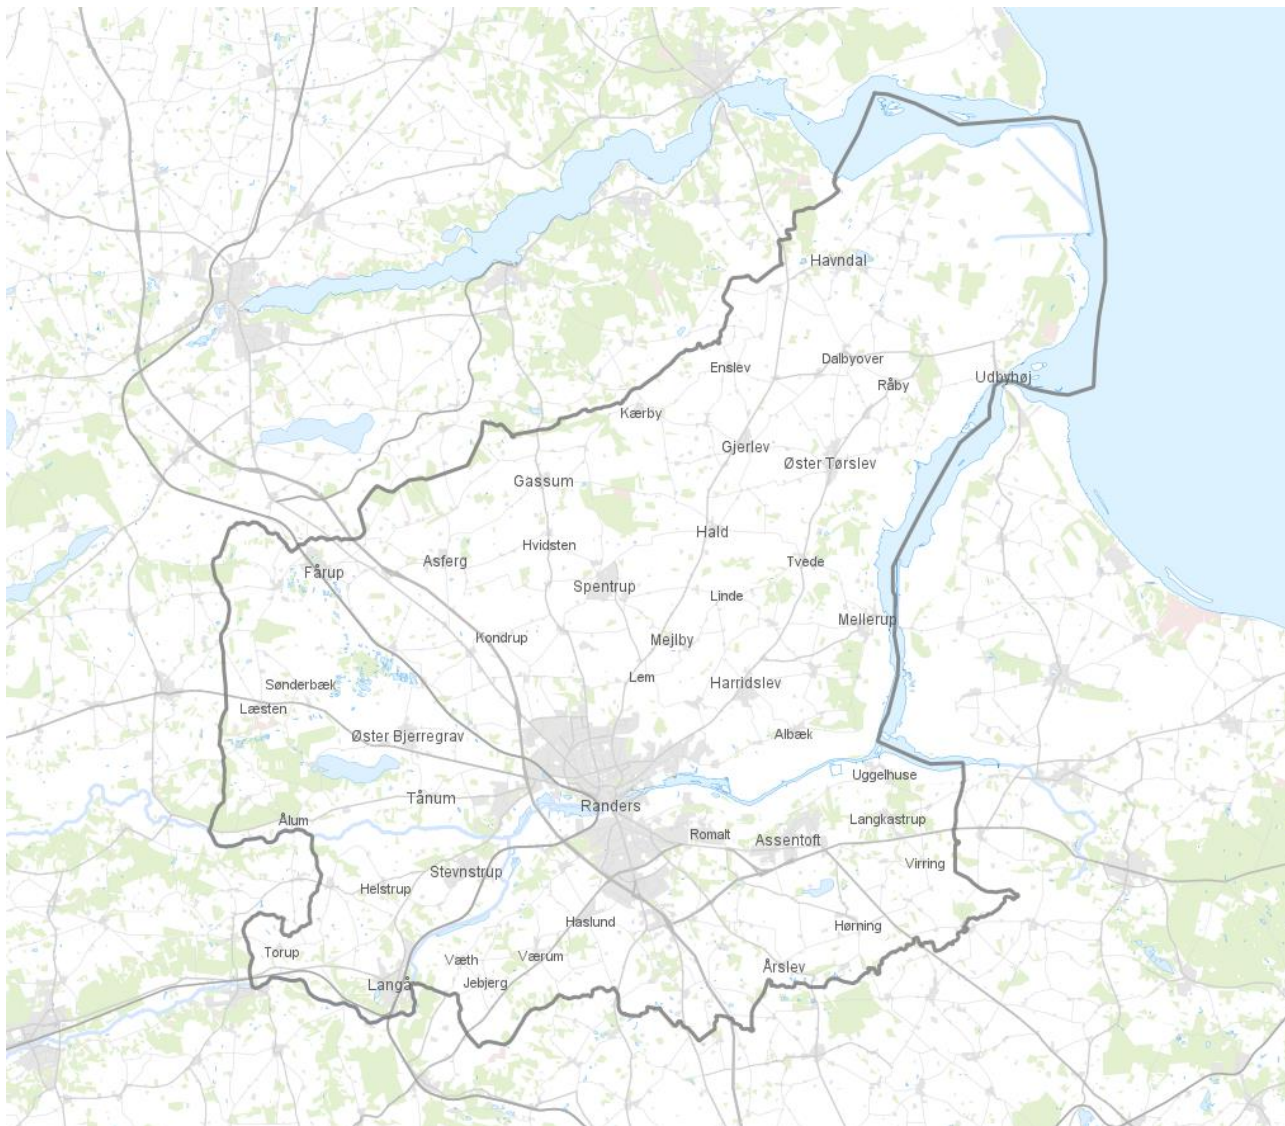 Havndal
Enslev
Dalbyover
Udbyhøj
Råby
Kærby
Gjerlev
Øster Tørslev
Gassum
Hald
Hvidsten
Asferg
Tvede
Fårup
Spentrup
Linde
Mellerup
Kondrup
Mejlby
Lem
Sønderbæk
Harridslev
Læsten
Øster Bjerregrav
Albæk
Uggelhuse
Tånum
Randers
Ålum
Langkastrup
Romalt
Assentoft
Virring
Stevnstrup
Helstrup
Haslund
Hørning
Torup
Værum
Væth
Årslev
Jebjerg
Langå